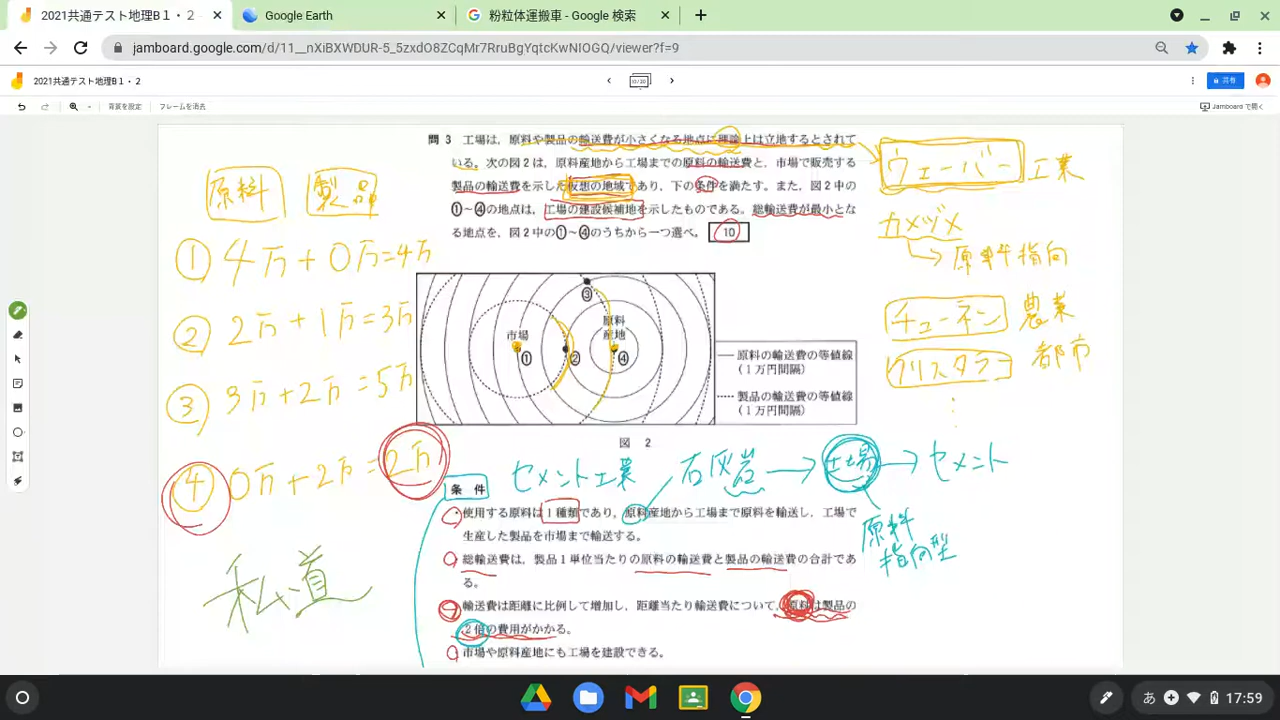 2021共通テスト地理B１・２
Google Earth
粉粒体運搬車 - Google 検索
jamboard.google.com/d/11__nXiBXWDUR-5_5zxdO8ZCqMr7RruBgYqtcKwNIOGQ/viewer?f=9
2021共通テスト地理B１・２
共有
背景を設定
フレームを消去
Jamboard で開く
問 3 工場は，原料や製品の輸送費が小さくなる地点に理論上は立地するとされて
いる。次の図2は，原料産地から工場までの原料の輸送費と，市場で販売する
製品の輸送費を示した仮想の地域であり，下の条件を満たす。また，図2中の
①～④の地点は，工場の建設候補地を示したものである。総輸送費が最小とな
る地点を，図2中の①～④のうちから一つ選べ。 10
ウェーバー 工業
カメヅメ
原料指向
チューネン 農業
クリスタラー 都市
原料 製品
① 4万+0万=4万
② 2万+1万=3万
③ 3万+2万=5万
④ 0万+2万=2万
私道
③
市場
原料
産地
①
②
④
原料の輸送費の等値線
（1万円間隔）
製品の輸送費の等値線
（1万円間隔）
図 2
セメント工業 石灰岩 → 工場 → セメント
原料
指向型
条 件
・使用する原料は1種類であり，原料産地から工場まで原料を輸送し，工場で
生産した製品を市場まで輸送する。
総輸送費は，製品1単位当たりの原料の輸送費と製品の輸送費の合計であ
る。
輸送費は距離に比例して増加し，距離当たり輸送費について，原料は製品の
2倍の費用がかかる。
市場や原料産地にも工場を建設できる。
あ
17:59